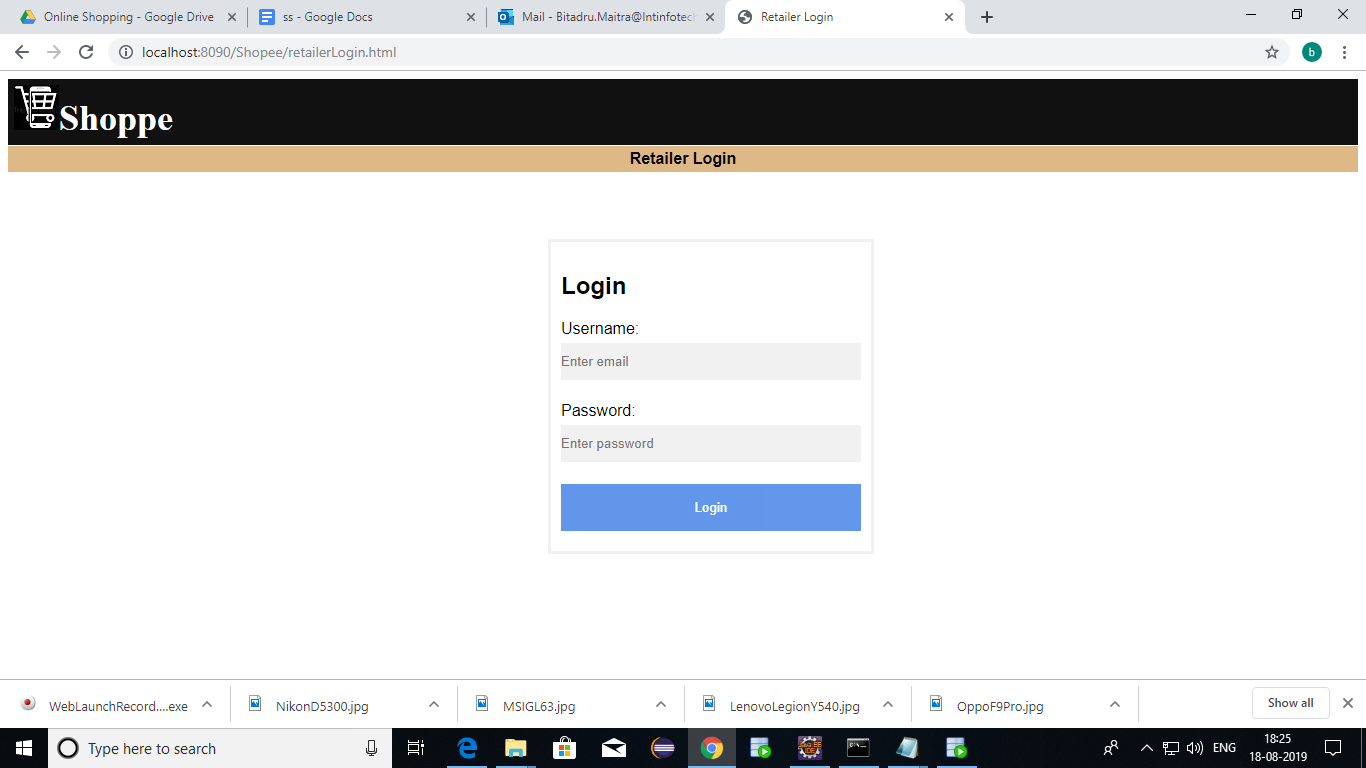 Online Shopping - Google Drive
ss - Google Docs
Mail - Bitadru.Maitra@Intinfotech
Retailer Login
localhost:8090/Shopee/retailerLogin.html
b
Shoppe
Retailer Login
Login
Username:
Enter email
Password:
Enter password
Login
WebLaunchRecord....exe
NikonD5300.jpg
MSIGL63.jpg
LenovoLegionY540.jpg
OppoF9Pro.jpg
Show all
Type here to search
ENG
18:25
18-08-2019